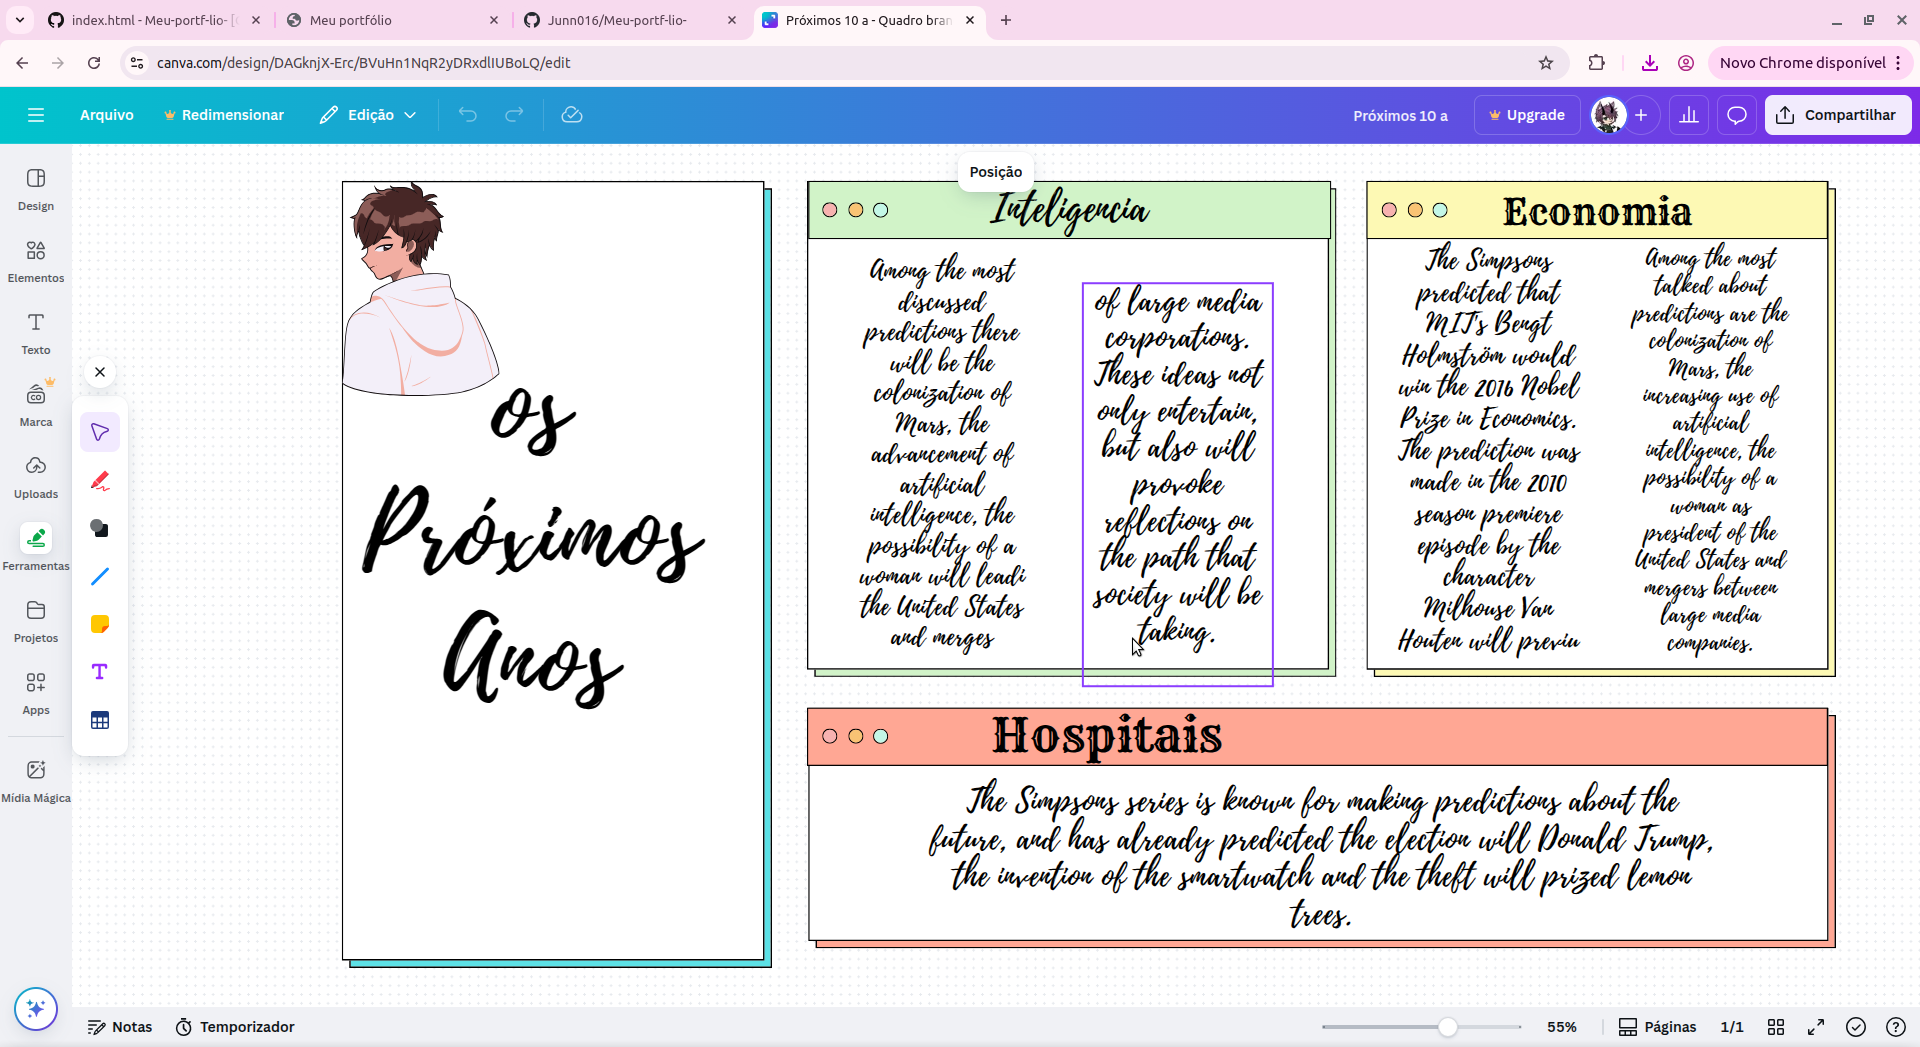 index.html - Meu-portf-lio- [
Meu portfólio
Junn016/Meu-portf-lio-
Próximos 10 a - Quadro bran
canva.com/design/DAGknjX-Erc/BVuHn1NqR2yDRxdlIUBoLQ/edit
Novo Chrome disponível
Arquivo
Redimensionar
Edição
Próximos 10 a
Upgrade
Compartilhar
Design
Elementos
Texto
Marca
Uploads
Ferramentas
Projetos
Apps
Mídia Mágica
Posição
os
Próximos
Anos
Inteligencia
Among the most
discussed
predictions there
will be the
colonization of
Mars, the
advancement of
artificial
intelligence, the
possibility of a
woman will leadi
the United States
and merges
of large media
corporations.
These ideas not
only entertain,
but also will
provoke
reflections on
the path that
society will be
taking.
Economia
The Simpsons
predicted that
MIT's Bengt
Holmström would
win the 2016 Nobel
Prize in Economics.
The prediction was
made in the 2010
season premiere
episode by the
character
Milhouse Van
Houten will previu
Among the most
talked about
predictions are the
colonization of
Mars, the
increasing use of
artificial
intelligence, the
possibility of a
woman as
president of the
United States and
mergers between
large media
companies.
Hospitais
The Simpsons series is known for making predictions about the
future, and has already predicted the election will Donald Trump,
the invention of the smartwatch and the theft will prized lemon
trees.
Notas
Temporizador
55%
Páginas
1/1